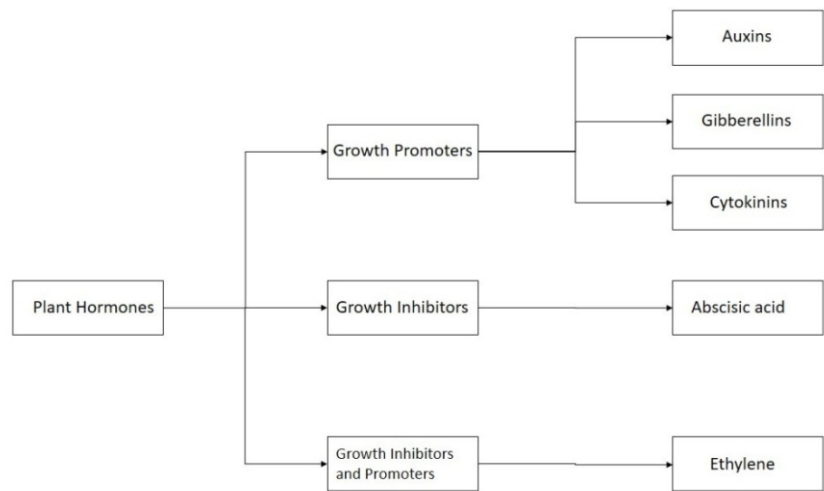 Auxins
Gibberellins
Growth Promoters
Cytokinins
Plant Hormones
Growth Inhibitors
Abscisic acid
Growth Inhibitors
and Promoters
Ethylene